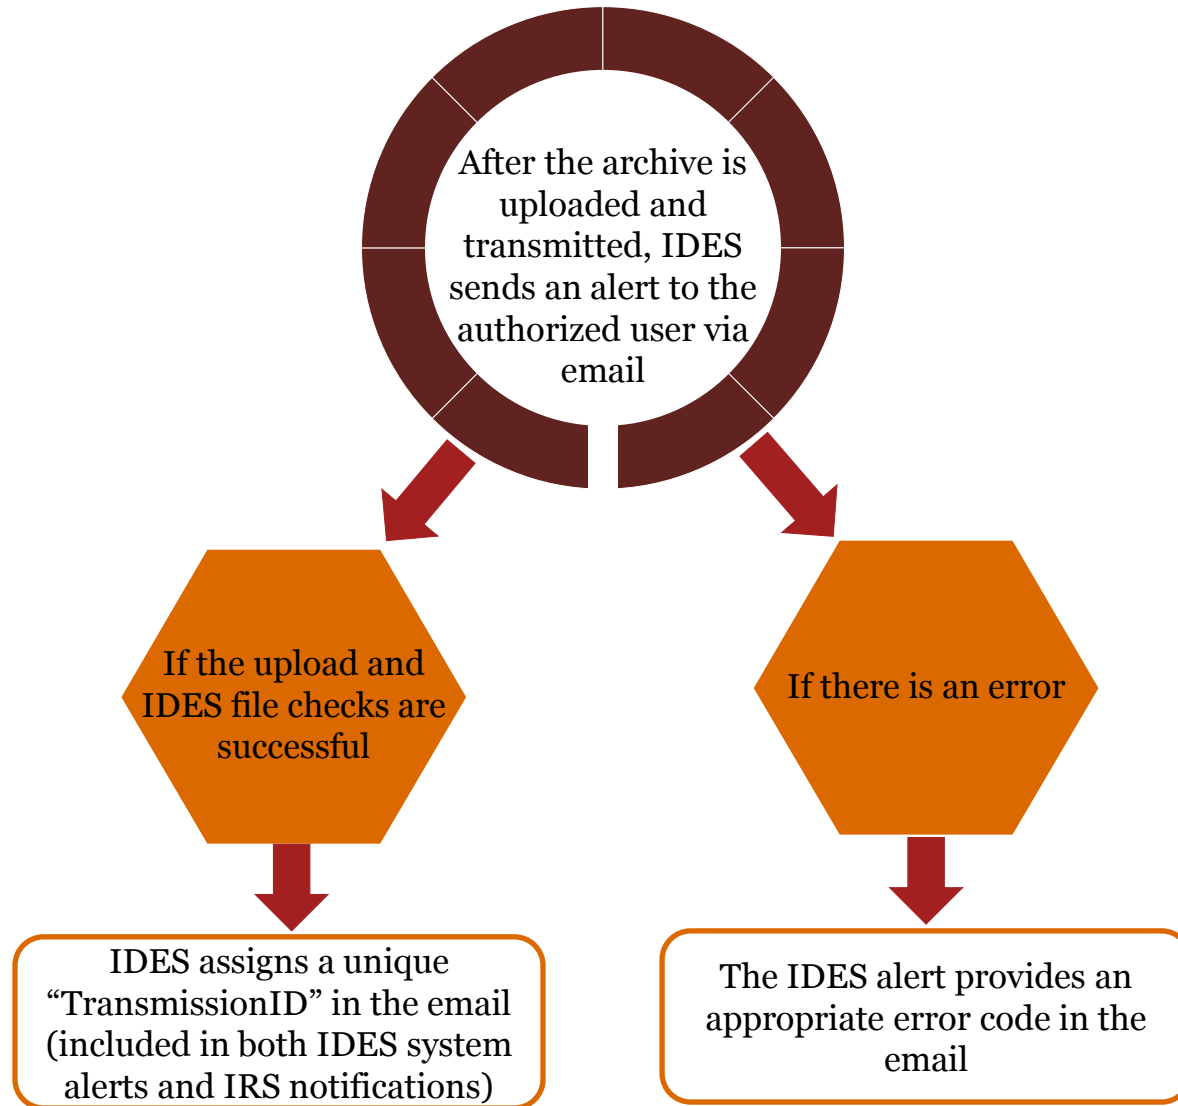 After the archive is
uploaded and
transmitted, IDES
sends an alert to the
authorized user via
email
If the upload and
IDES file checks are
successful
If there is an error
IDES assigns a unique
“TransmissionID” in the email
(included in both IDES system
alerts and IRS notifications)
The IDES alert provides an
appropriate error code in the
email